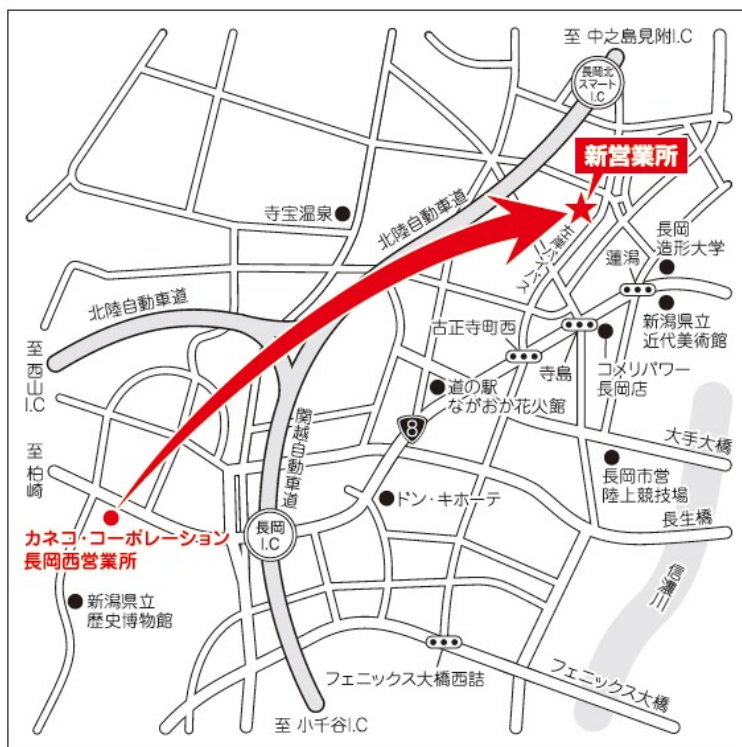 至 中之島見附I.C
長岡北
スマート
I.C
新営業所
寺宝温泉
北陸自動車道
左岸バイパス
長岡
造形大学
蓮潟
北陸自動車道
新潟県立
近代美術館
古正寺町西
至 西山I.C
寺島
コメリパワー
長岡店
道の駅
ながおか花火館
8
関越自動車道
大手大橋
至 柏崎
長岡市営
陸上競技場
ドン・キホーテ
長生橋
カネコ・コーポレーション
長岡西営業所
長岡
I.C
信濃川
新潟県立
歴史博物館
フェニックス大橋西詰
フェニックス大橋
至 小千谷I.C